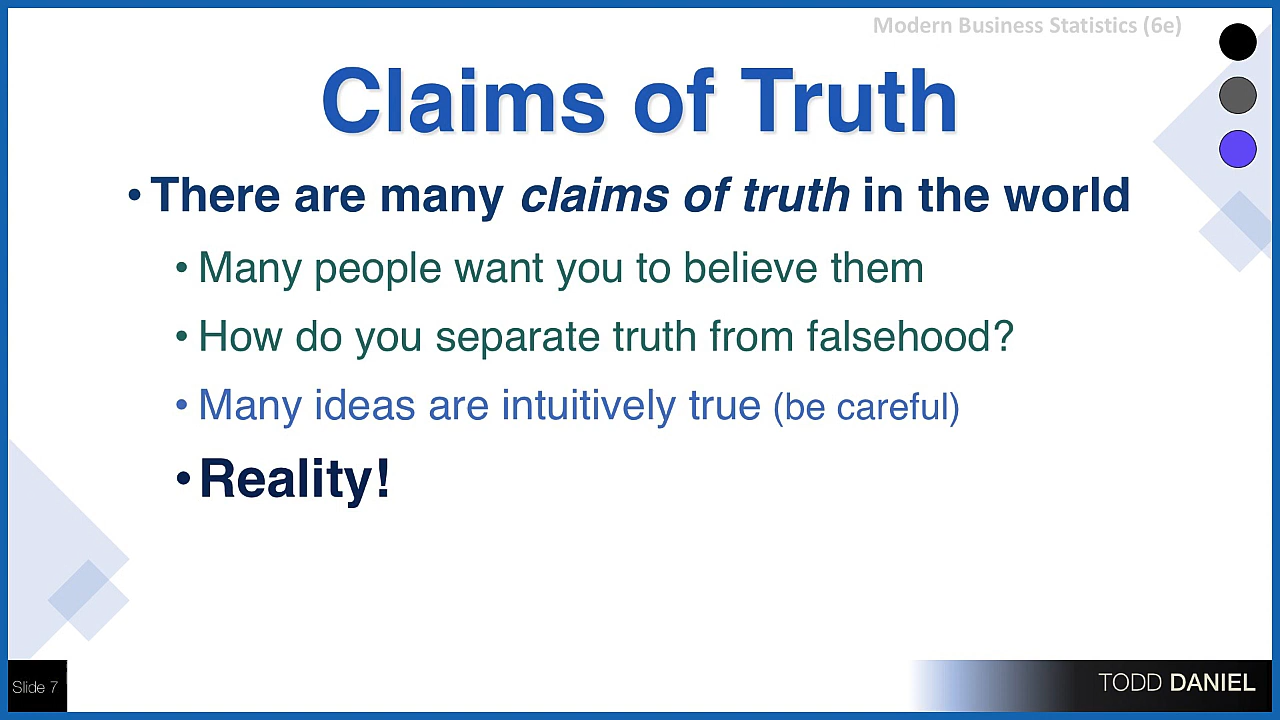 Modern Business Statistics (6e)
Claims of Truth
• There are many claims of truth in the world
• Many people want you to believe them
• How do you separate truth from falsehood?
• Many ideas are intuitively true (be careful)
• Reality!
Slide 7
TODD DANIEL